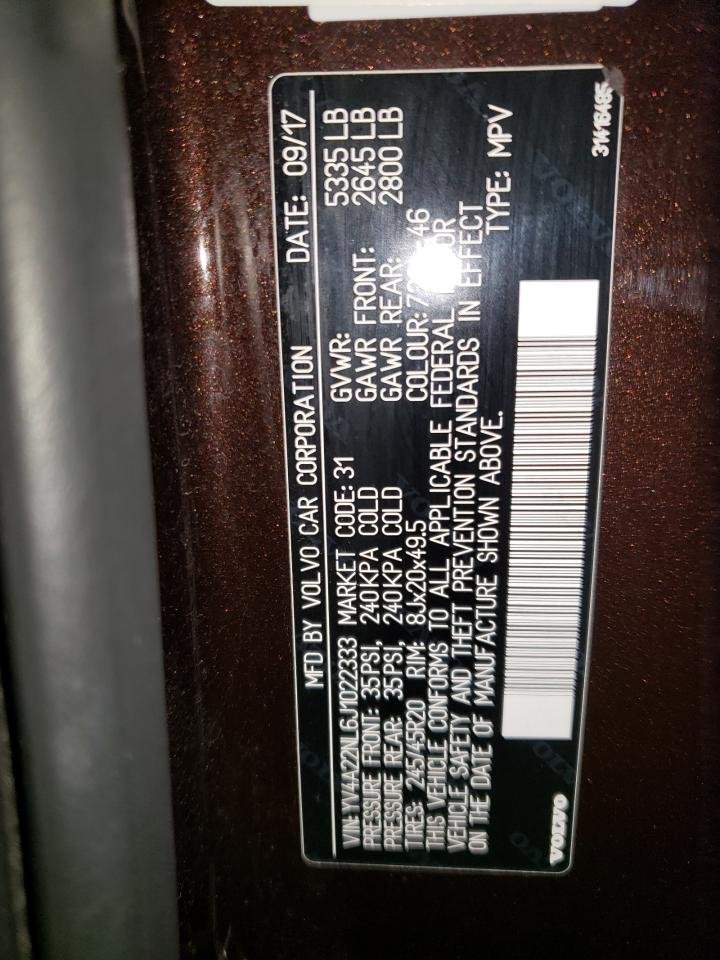 MFD BY VOLVO CAR CORPORATION DATE: 09/17
VIN: YV4A22NL6J1022333 MARKET CODE: 31 GVWR: 5335 LB
PRESSURE FRONT: 35PSI, 240KPA COLD GAWR FRONT: 2645 LB
PRESSURE REAR: 35PSI, 240KPA COLD GAWR REAR: 2800 LB
TIRES: 245/45R20 RIM: 8Jx20x49.5 COLOUR:
THIS VEHICLE CONFORMS TO ALL APPLICABLE FEDERAL
VEHICLE SAFETY AND THEFT PREVENTION STANDARDS IN EFFECT
ON THE DATE OF MANUFACTURE SHOWN ABOVE. TYPE: MPV
VOLVO